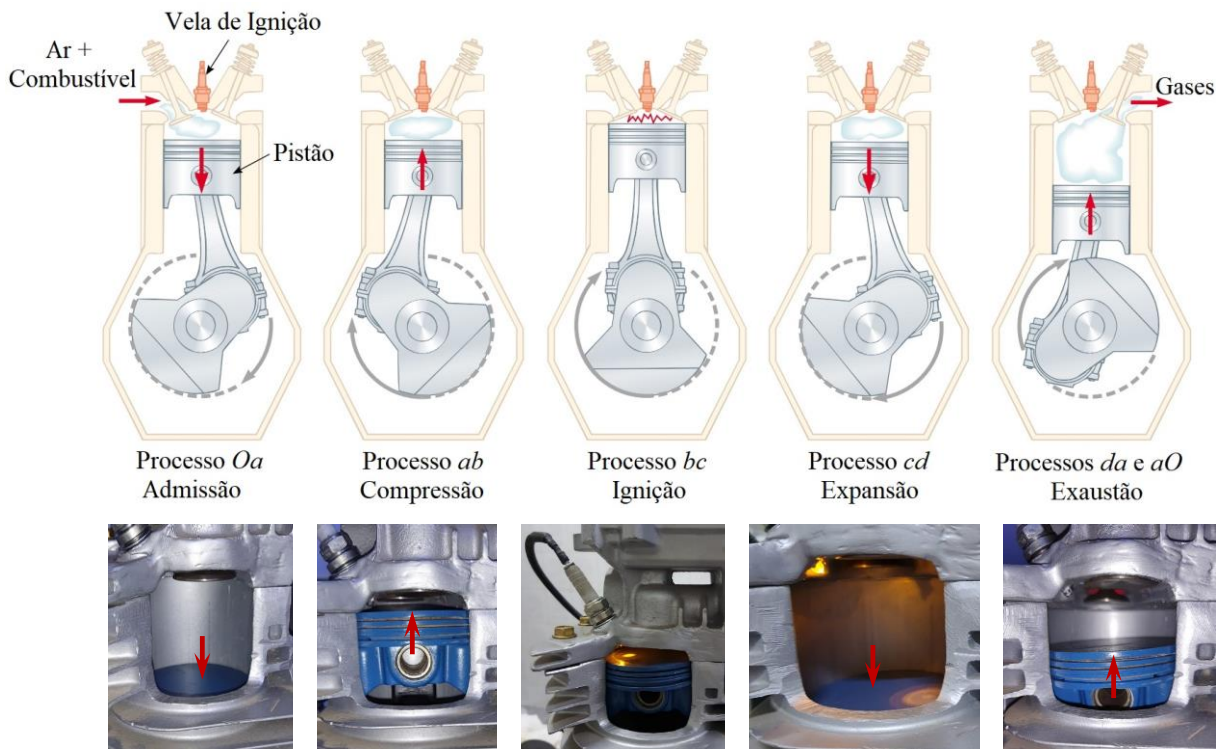 Vela de Ignição
Ar +
Combustível
Gases
Pistão
Processo Oa
Admissão
Processo ab
Compressão
Processo bc
Ignição
Processo cd
Expansão
Processos da e aO
Exaustão